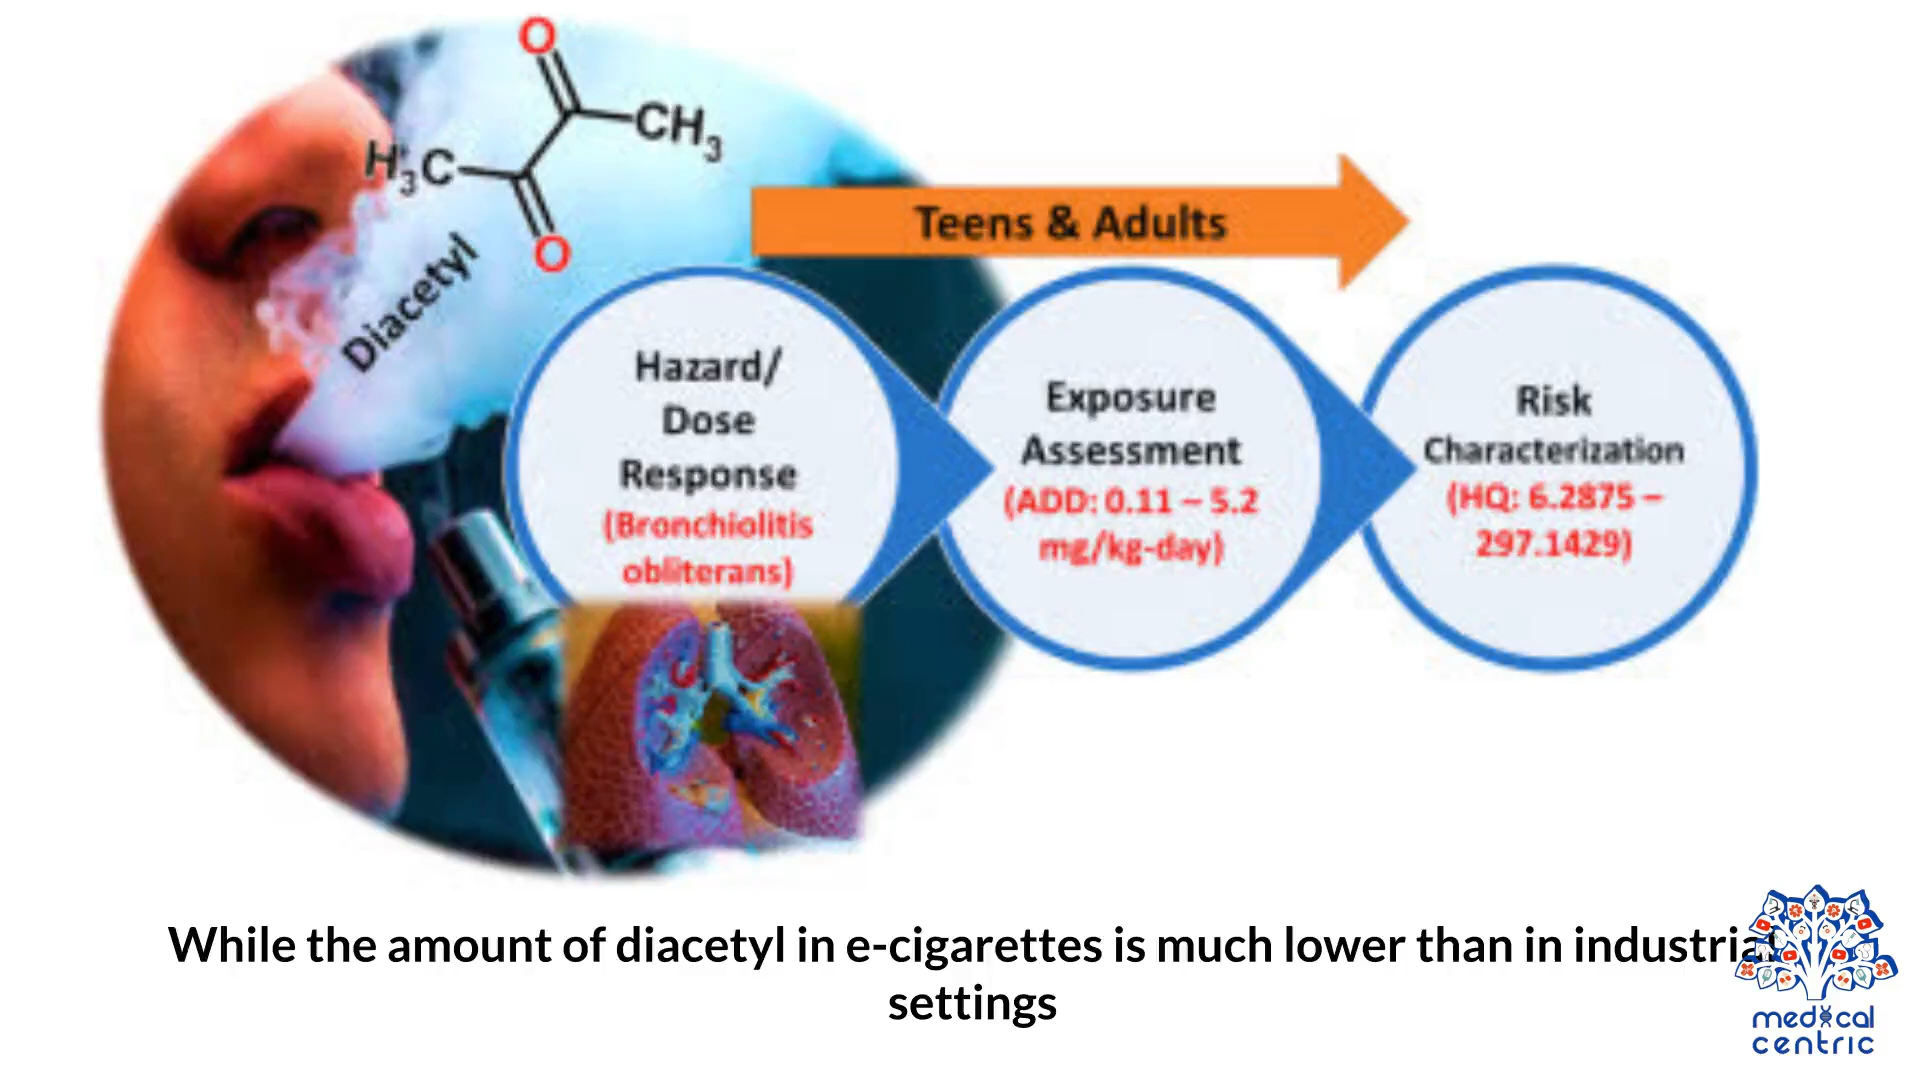 O
H3C
CH3
O
Diacetyl
Teens & Adults
Hazard/
Dose
Response
(Bronchiolitis
obliterans)
Exposure
Assessment
(ADD: 0.11 – 5.2
mg/kg-day)
Risk
Characterization
(HQ: 6.2875 –
297.1429)
While the amount of diacetyl in e-cigarettes is much lower than in industrial
settings
medical
centric